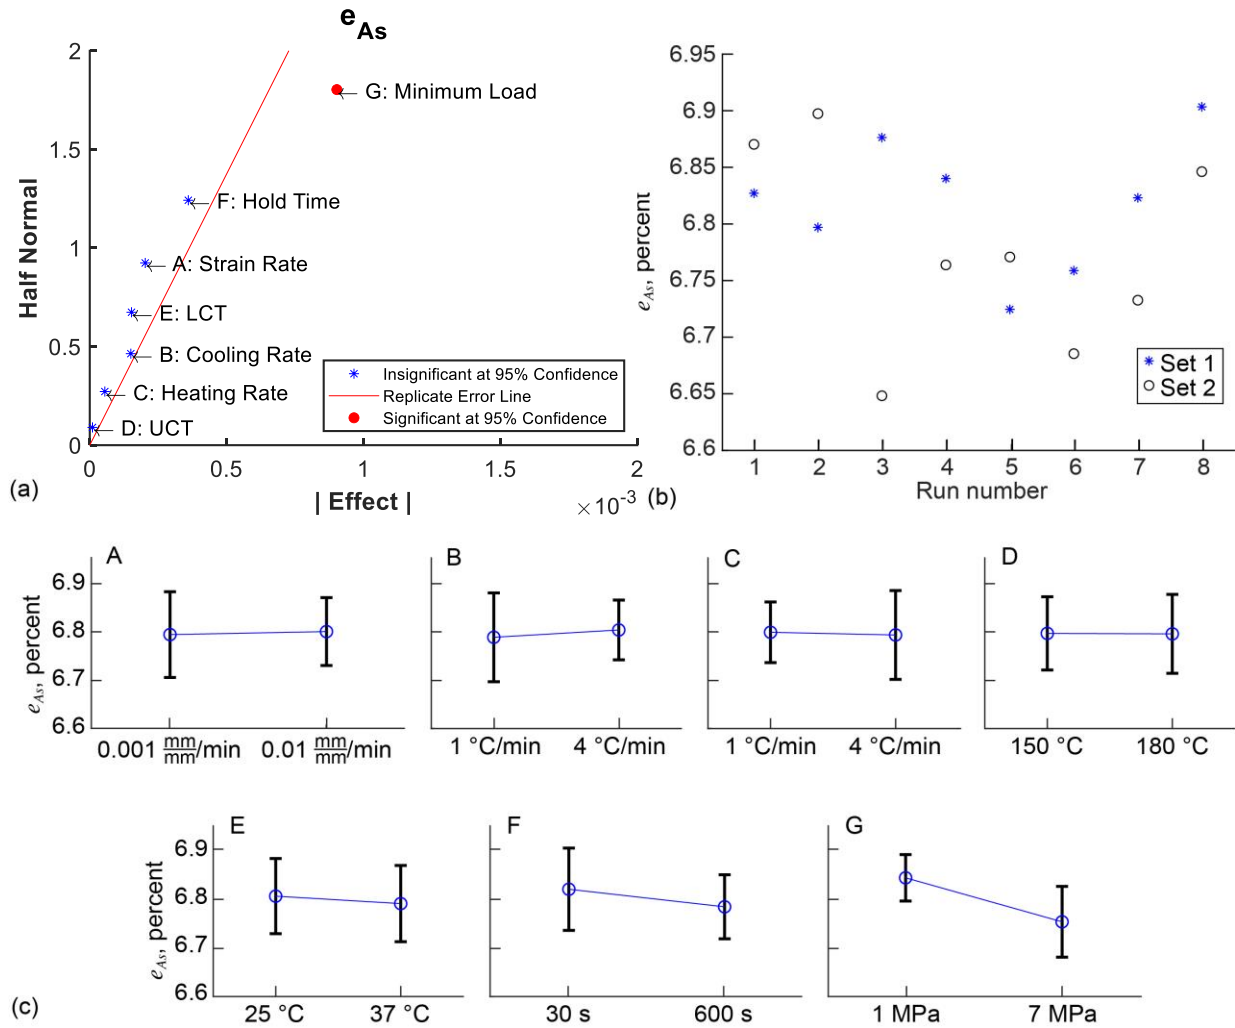 e_As
2
1.5
1
0.5
0
Half Normal
G: Minimum Load
F: Hold Time
A: Strain Rate
E: LCT
B: Cooling Rate
C: Heating Rate
D: UCT
Insignificant at 95% Confidence
Replicate Error Line
Significant at 95% Confidence
0 0.5 1 1.5 2
| Effect |
×10^-3
(a)
6.95
6.9
6.85
6.8
6.75
6.7
6.65
6.6
e_As, percent
Set 1
Set 2
1 2 3 4 5 6 7 8
Run number
(b)
A B C D
6.9
6.8
6.7
6.6
e_As, percent
0.001 mm/mm/min 0.01 mm/mm/min 1 °C/min 4 °C/min 1 °C/min 4 °C/min 150 °C 180 °C
E F G
6.9
6.8
6.7
6.6
e_As, percent
25 °C 37 °C 30 s 600 s 1 MPa 7 MPa
(c)